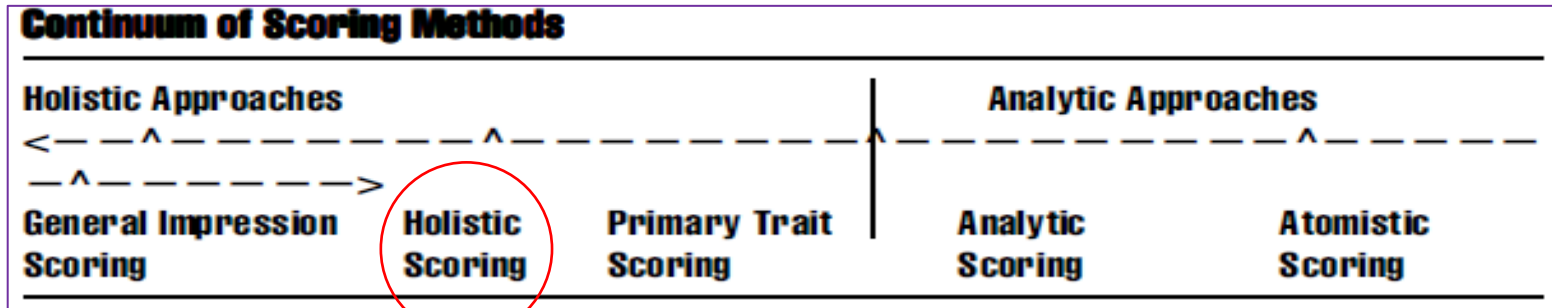 Continuum of Scoring Methods
Holistic Approaches Analytic Approaches
<— —^— — — — — — — —^— — — — — — — — —^— — — — — — — — — —^— — — — —
—^— — — — — —>
General Impression Holistic Primary Trait Analytic Atomistic
Scoring Scoring Scoring Scoring Scoring